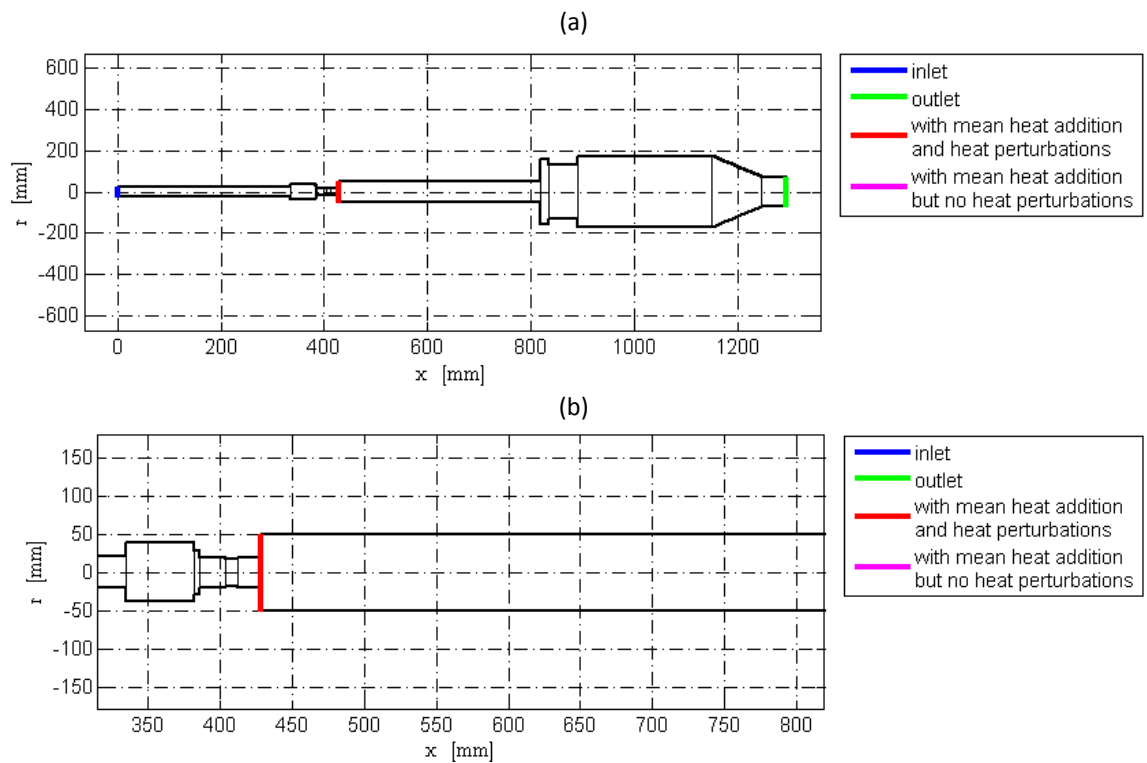 (a)
600
400
200
0
-200
-400
-600
r [mm]
0 200 400 600 800 1000 1200
x [mm]
inlet
outlet
with mean heat addition
and heat perturbations
with mean heat addition
but no heat perturbations
(b)
150
100
50
0
-50
-100
-150
r [mm]
350 400 450 500 550 600 650 700 750 800
x [mm]
inlet
outlet
with mean heat addition
and heat perturbations
with mean heat addition
but no heat perturbations